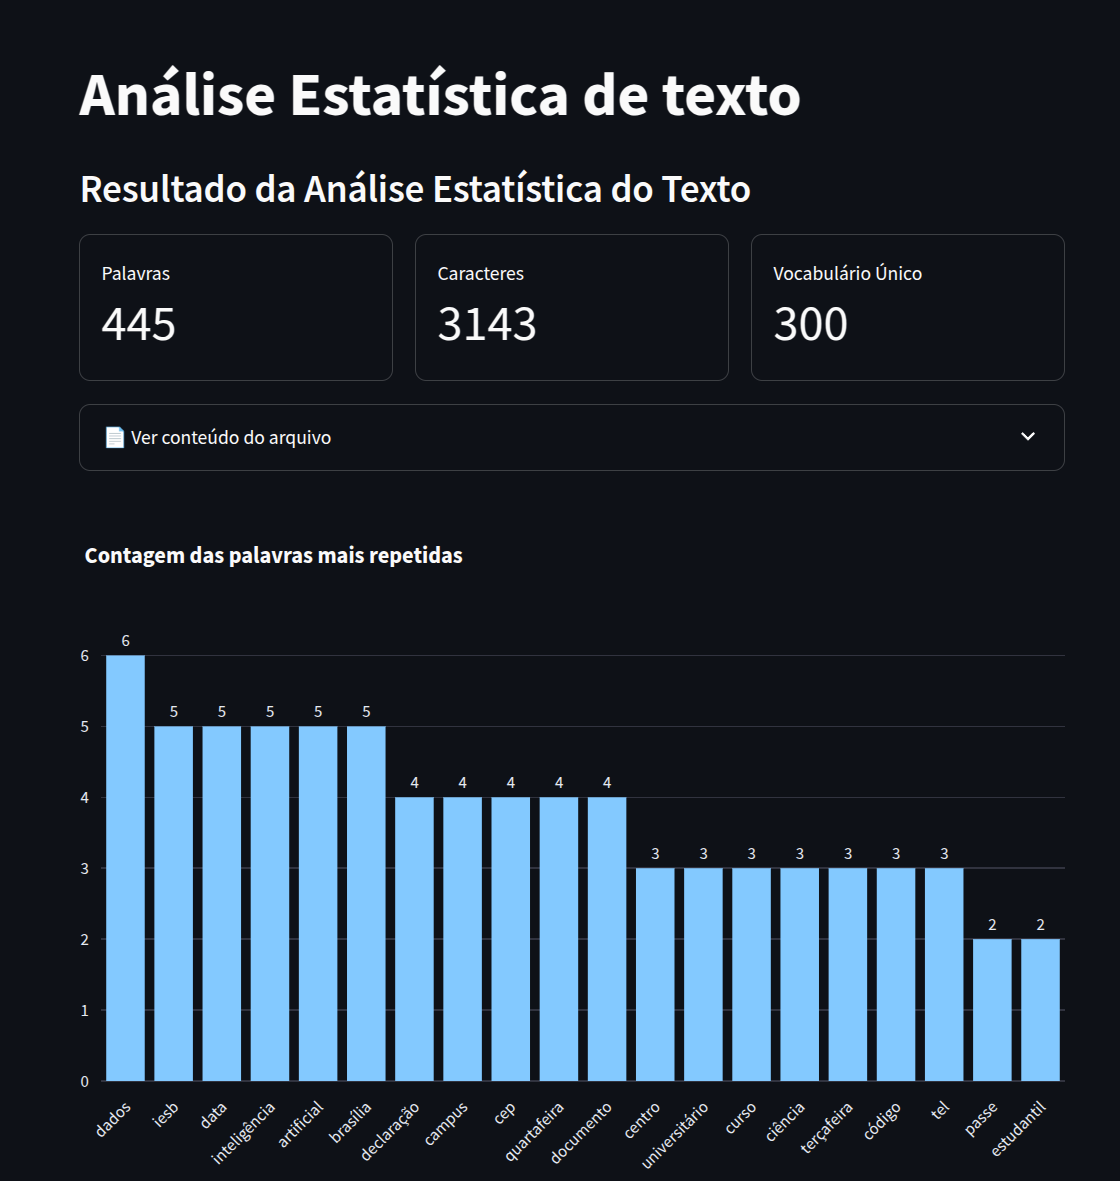 Análise Estatística de texto
Resultado da Análise Estatística do Texto
Palavras
445
Caracteres
3143
Vocabulário Único
300
📄 Ver conteúdo do arquivo
Contagem das palavras mais repetidas
6
5 5 5 5 5
4 4 4 4 4
3 3 3 3 3 3 3
2 2
6
5
4
3
2
1
0
dados
iesb
data
inteligência
artificial
brasília
declaração
campus
cep
quartafeira
documento
centro
universitário
curso
ciência
terçafeira
código
tel
passe
estudantil